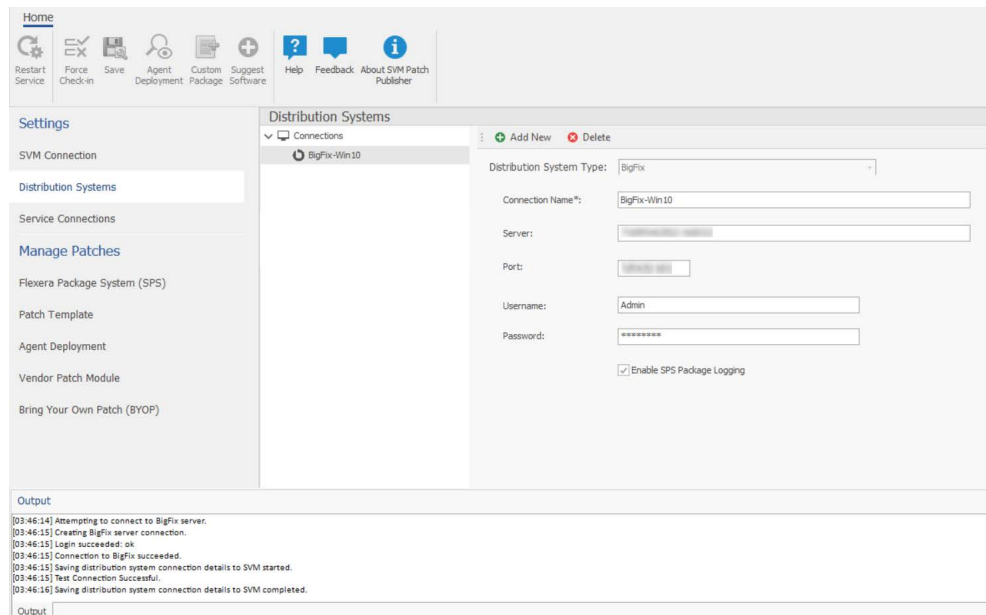 Home
Restart Service
Force Check-in
Save
Agent Deployment
Custom Package
Suggest Software
Help
Feedback
About SVM Patch Publisher
Settings
SVM Connection
Distribution Systems
Service Connections
Manage Patches
Flexera Package System (SPS)
Patch Template
Agent Deployment
Vendor Patch Module
Bring Your Own Patch (BYOP)
Distribution Systems
Connections
BigFix-Win10
Add New
Delete
Distribution System Type: BigFix
Connection Name*: BigFix-Win10
Server:
Port:
Username: Admin
Password: ********
Enable SPS Package Logging
Output
[03:46:14] Attempting to connect to BigFix server.
[03:46:15] Creating BigFix server connection.
[03:46:15] Login succeeded: ok
[03:46:15] Connection to BigFix succeeded.
[03:46:15] Saving distribution system connection details to SVM started.
[03:46:15] Test Connection Successful.
[03:46:16] Saving distribution system connection details to SVM completed.
Output